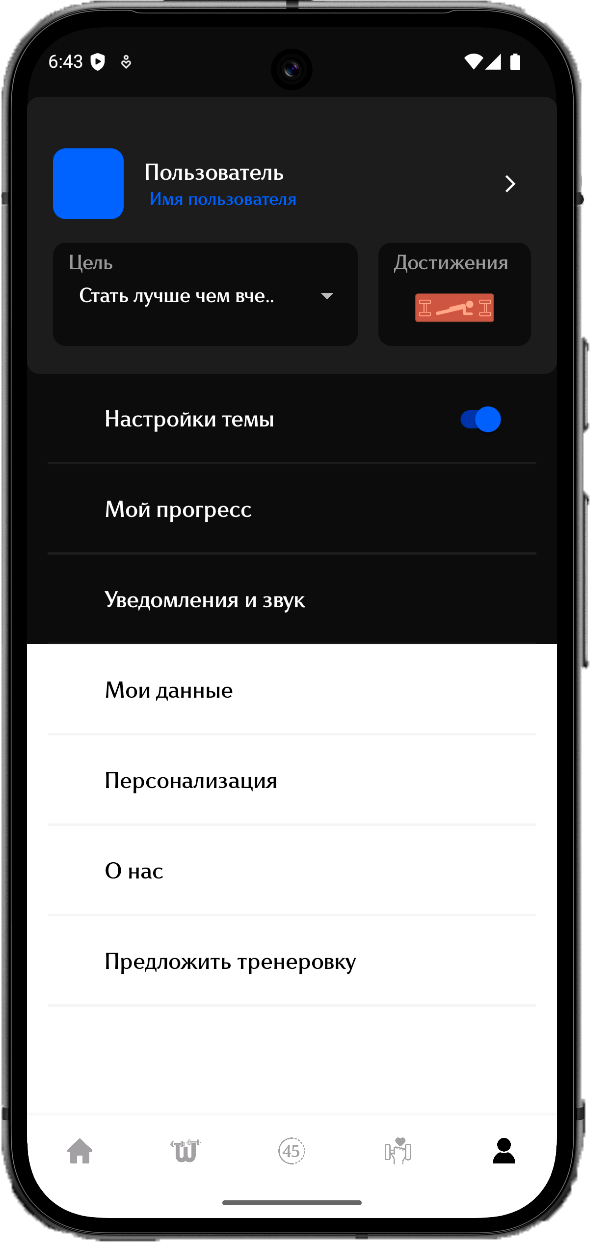 6:43
Пользователь
Имя пользователя
Цель
Достижения
Стать лучше чем вче..
Настройки темы
Мой прогресс
Уведомления и звук
Мои данные
Персонализация
О нас
Предложить тренеровку
W
45